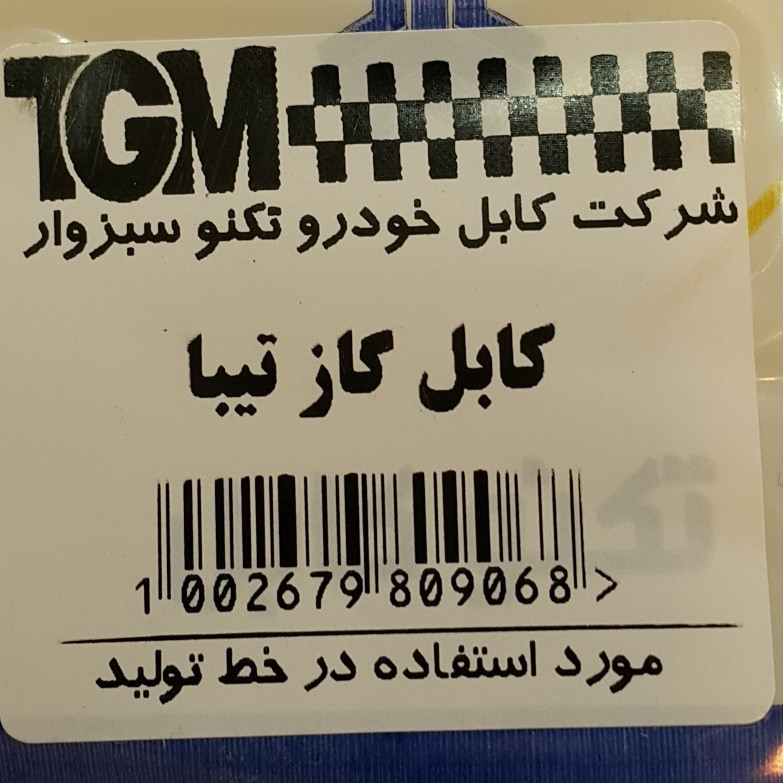 TGM
شرکت کابل خودرو تکنو سبزوار
کابل گاز تیبا
1 002679 809068 >
مورد استفاده در خط تولید